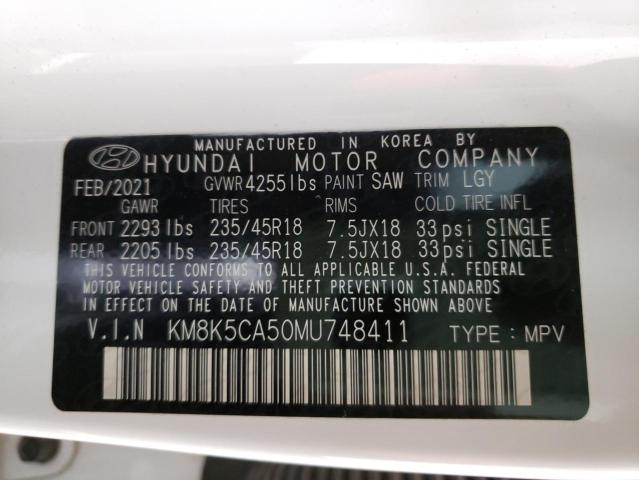 MANUFACTURED IN KOREA BY
HYUNDAI MOTOR COMPANY
FEB/2021 GVWR 4255lbs PAINT SAW TRIM LGY
GAWR TIRES RIMS COLD TIRE INFL
FRONT 2293 lbs 235/45R18 7.5JX18 33psi SINGLE
REAR 2205 lbs 235/45R18 7.5JX18 33psi SINGLE
THIS VEHICLE CONFORMS TO ALL APPLICABLE U.S.A. FEDERAL
MOTOR VEHICLE SAFETY AND THEFT PREVENTION STANDARDS
IN EFFECT ON THE DATE OF MANUFACTURE SHOWN ABOVE.
V.I.N KM8K5CA50MU748411 TYPE: MPV